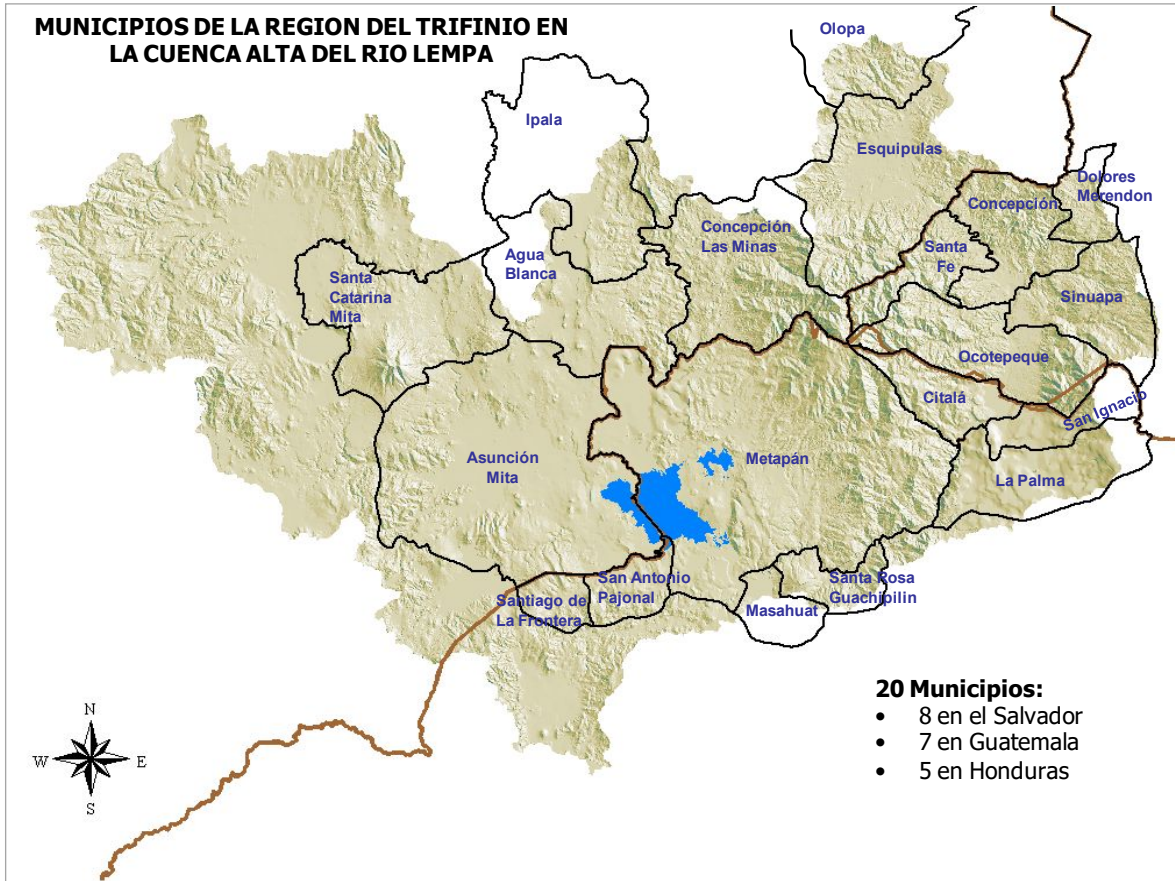 MUNICIPIOS DE LA REGION DEL TRIFINIO EN
LA CUENCA ALTA DEL RIO LEMPA
Olopa
Ipala
Esquipulas
Dolores
Merendon
Concepción
Concepción
Las Minas
Santa
Fe
Agua
Blanca
Santa
Catarina
Mita
Sinuapa
Ocotepeque
Citalá
San Ignacio
Asunción
Mita
Metapán
La Palma
San Antonio
Pajonal
Santa Rosa
Guachipilin
Santiago de
La Frontera
Masahuat
20 Municipios:
• 8 en el Salvador
• 7 en Guatemala
• 5 en Honduras
N
W
E
S